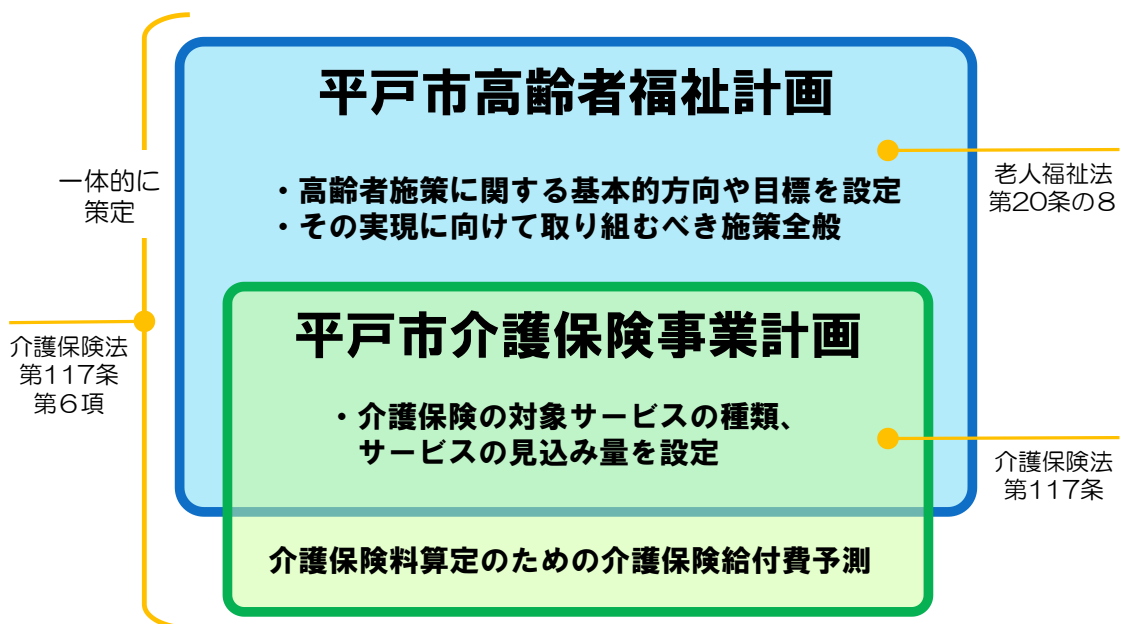 平戸市高齢者福祉計画
・高齢者施策に関する基本的方向や目標を設定
・その実現に向けて取り組むべき施策全般
平戸市介護保険事業計画
・介護保険の対象サービスの種類、
サービスの見込み量を設定
介護保険料算定のための介護保険給付費予測
一体的に
策定
介護保険法
第117条
第6項
老人福祉法
第20条の8
介護保険法
第117条